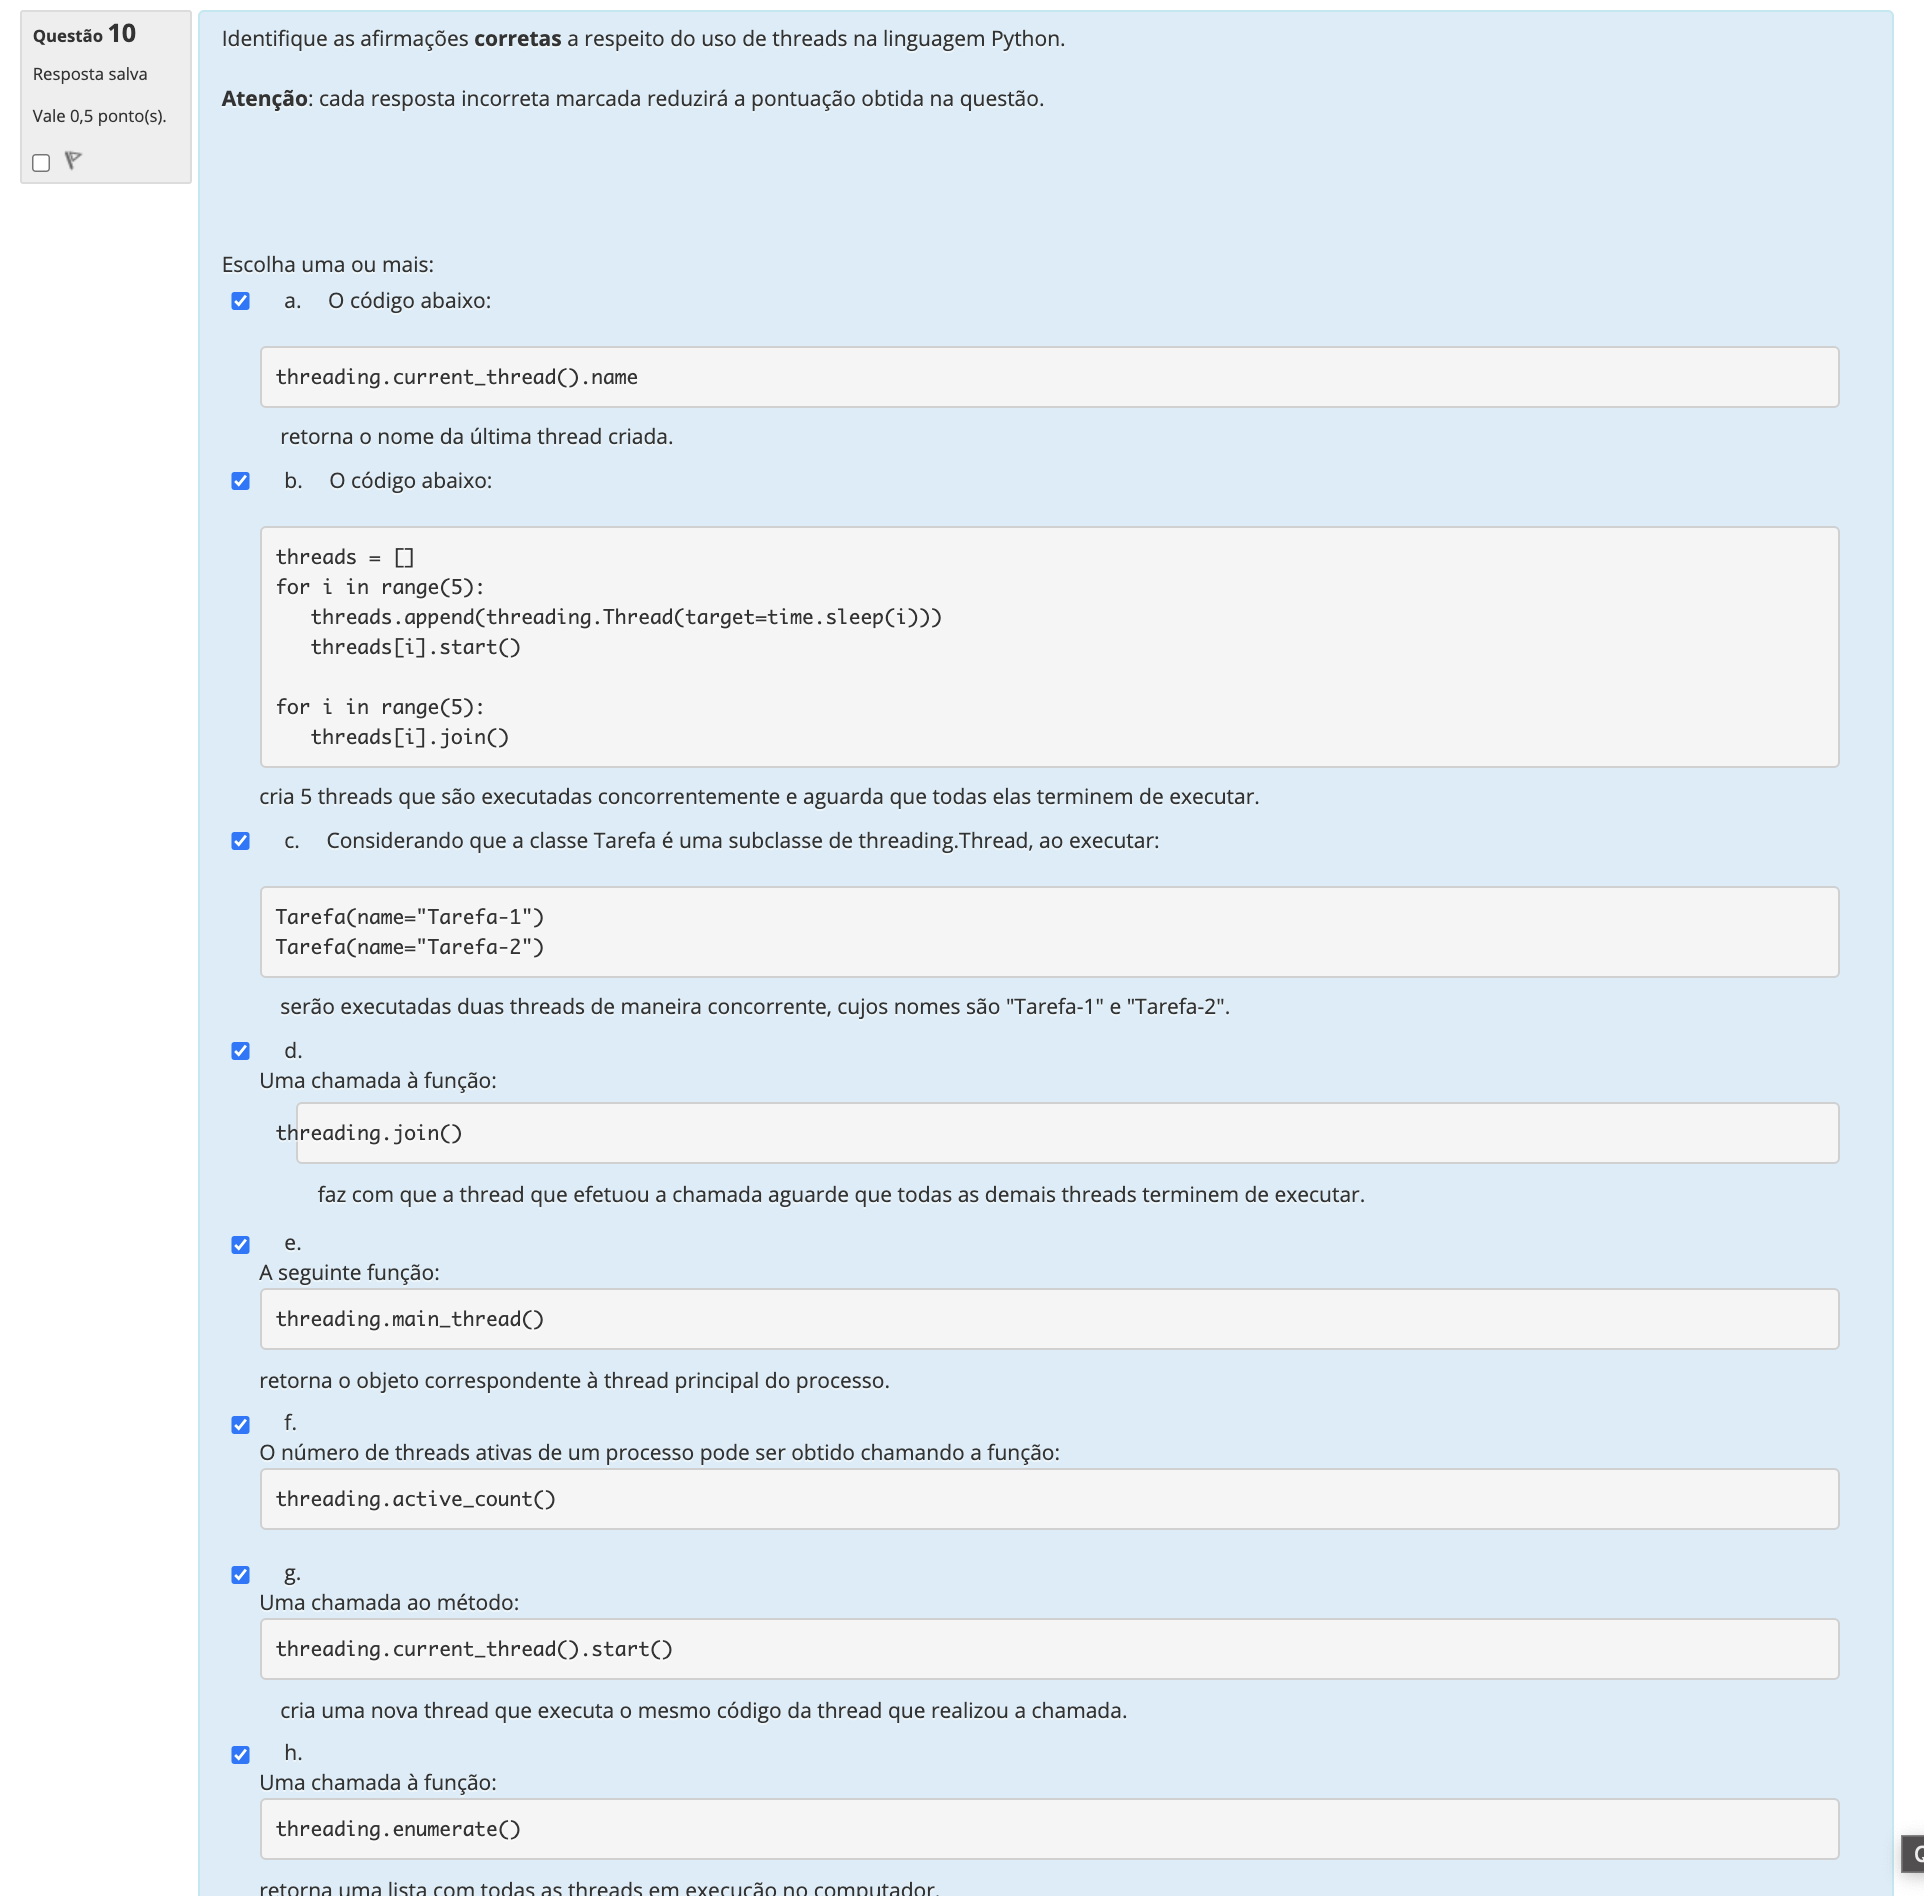 Questão 10
Resposta salva
Vale 0,5 ponto(s).
Identifique as afirmações corretas a respeito do uso de threads na linguagem Python.
Atenção: cada resposta incorreta marcada reduzirá a pontuação obtida na questão.
Escolha uma ou mais:
a. O código abaixo:
threading.current_thread().name
retorna o nome da última thread criada.
b. O código abaixo:
threads = []
for i in range(5):
threads.append(threading.Thread(target=time.sleep(i)))
threads[i].start()
for i in range(5):
threads[i].join()
cria 5 threads que são executadas concorrentemente e aguarda que todas elas terminem de executar.
c. Considerando que a classe Tarefa é uma subclasse de threading.Thread, ao executar:
Tarefa(name="Tarefa-1")
Tarefa(name="Tarefa-2")
serão executadas duas threads de maneira concorrente, cujos nomes são "Tarefa-1" e "Tarefa-2".
d.
Uma chamada à função:
threading.join()
faz com que a thread que efetuou a chamada aguarde que todas as demais threads terminem de executar.
e.
A seguinte função:
threading.main_thread()
retorna o objeto correspondente à thread principal do processo.
f.
O número de threads ativas de um processo pode ser obtido chamando a função:
threading.active_count()
g.
Uma chamada ao método:
threading.current_thread().start()
cria uma nova thread que executa o mesmo código da thread que realizou a chamada.
h.
Uma chamada à função:
threading.enumerate()
retorna uma lista com todas as threads em execução no computador.